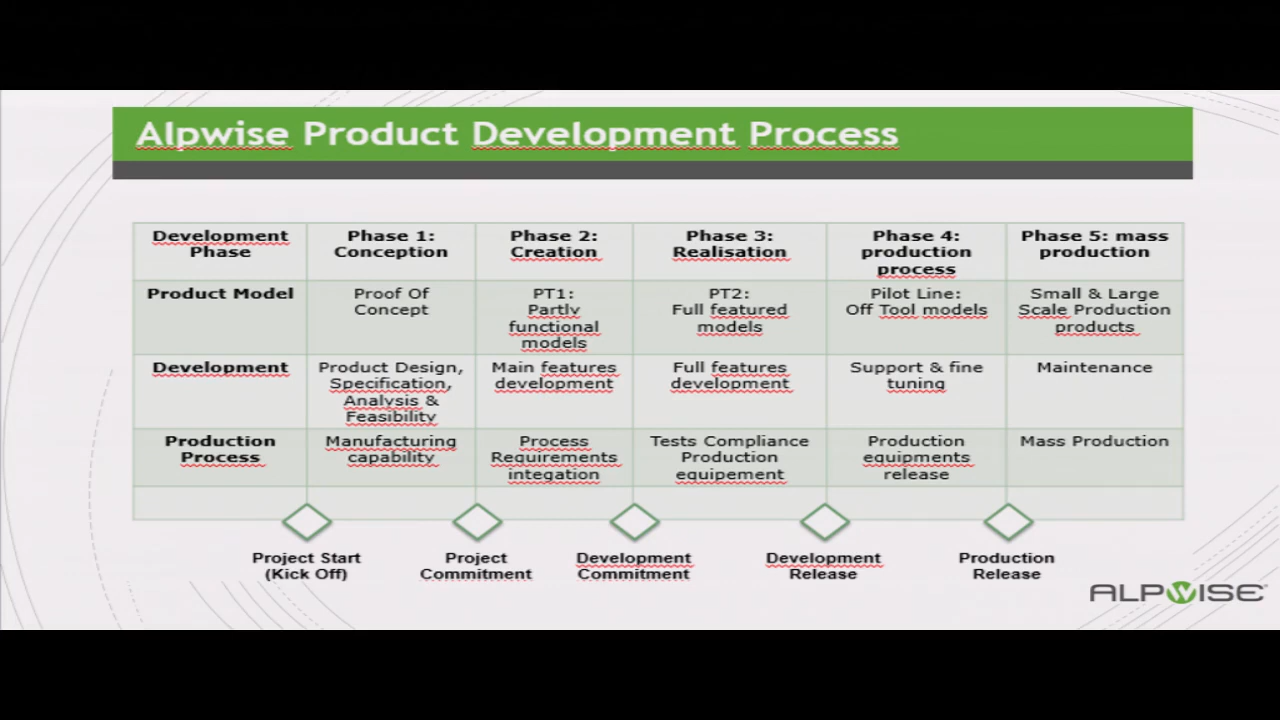 Alpwise Product Development Process
Development
Phase
Phase 1:
Conception
Phase 2:
Creation
Phase 3:
Realisation
Phase 4:
production
process
Phase 5: mass
production
Product Model
Proof Of
Concept
PT1:
Partly
functional
models
PT2:
Full featured
models
Pilot Line:
Off Tool models
Small & Large
Scale Production
products
Development
Product Design,
Specification,
Analysis &
Feasibility
Main features
development
Full features
development
Support & fine
tuning
Maintenance
Production
Process
Manufacturing
capability
Process
Requirements
integation
Tests Compliance
Production
equipement
Production
equipments
release
Mass Production
Project Start
(Kick Off)
Project
Commitment
Development
Commitment
Development
Release
Production
Release
ALPWISE